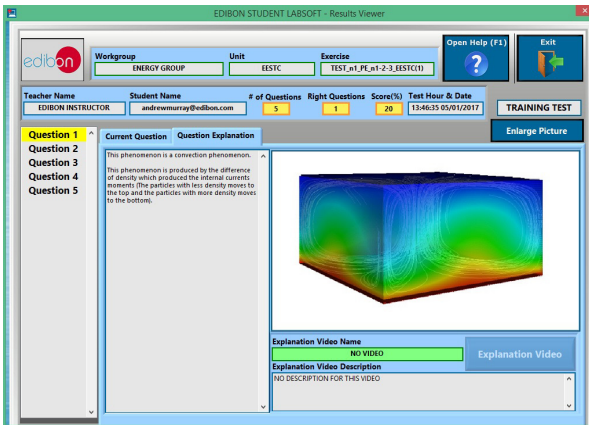 EDIBON STUDENT LABSOFT - Results Viewer
edibon
Workgroup
ENERGY GROUP
Unit
EESTC
Exercise
TEST_n1_PE_n1-2-3_EESTC(1)
Open Help (F1)
?
Exit
Teacher Name
EDIBON INSTRUCTOR
Student Name
andrewmurray@edibon.com
# of Questions
5
Right Questions
1
Score(%)
20
Test Hour & Date
13:46:35 05/01/2017
TRAINING TEST
Question 1
Question 2
Question 3
Question 4
Question 5
Current Question
Question Explanation
Enlarge Picture
This phenomenon is a convection phenomenon.
This phenomenon is produced by the difference
of density which produced the internal currents
moments (The particles with less density moves to
the top and the particles with more density moves
to the bottom).
Explanation Video Name
NO VIDEO
Explanation Video
Explanation Video Description
NO DESCRIPTION FOR THIS VIDEO